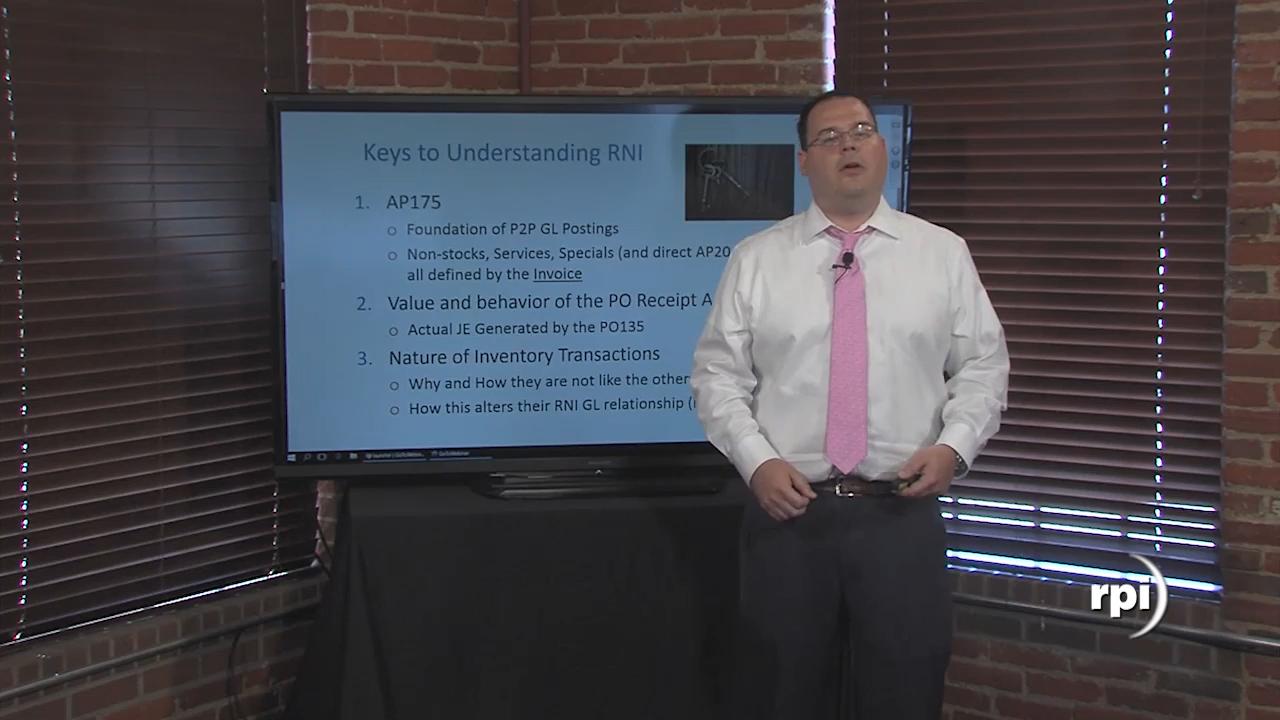 Keys to Understanding RNI
1. AP175
o Foundation of P2P GL Postings
o Non-stocks, Services, Specials (and direct AP20
all defined by the Invoice
2. Value and behavior of the PO Receipt A
o Actual JE Generated by the PO135
3. Nature of Inventory Transactions
o Why and How they are not like the other
o How this alters their RNI GL relationship (
rpi